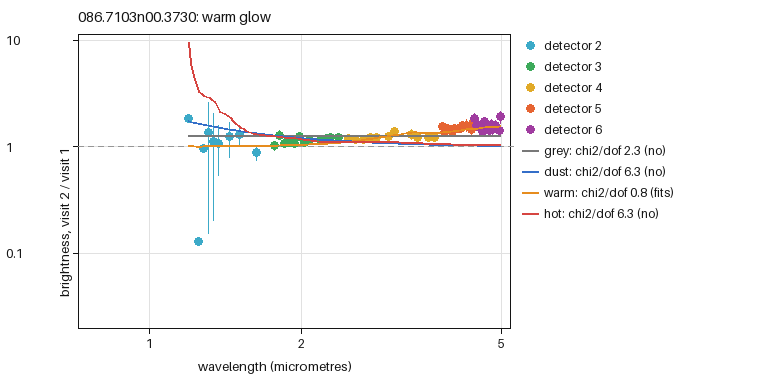 086.7103n00.3730: warm glow
10
1
0.1
brightness, visit 2 / visit 1
1
2
5
wavelength (micrometres)
detector 2
detector 3
detector 4
detector 5
detector 6
grey: chi2/dof 2.3 (no)
dust: chi2/dof 6.3 (no)
warm: chi2/dof 0.8 (fits)
hot: chi2/dof 6.3 (no)